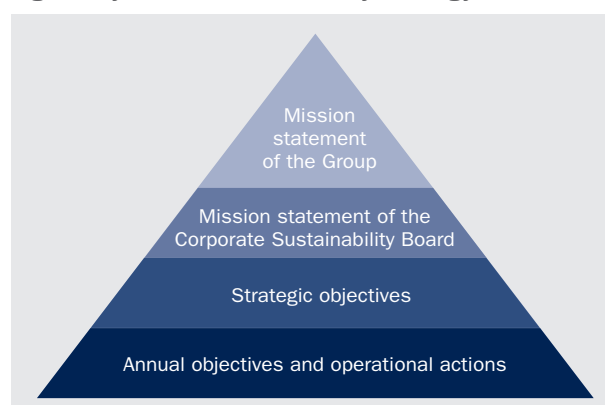 Mission
statement
of the Group
Mission statement of the
Corporate Sustainability Board
Strategic objectives
Annual objectives and operational actions